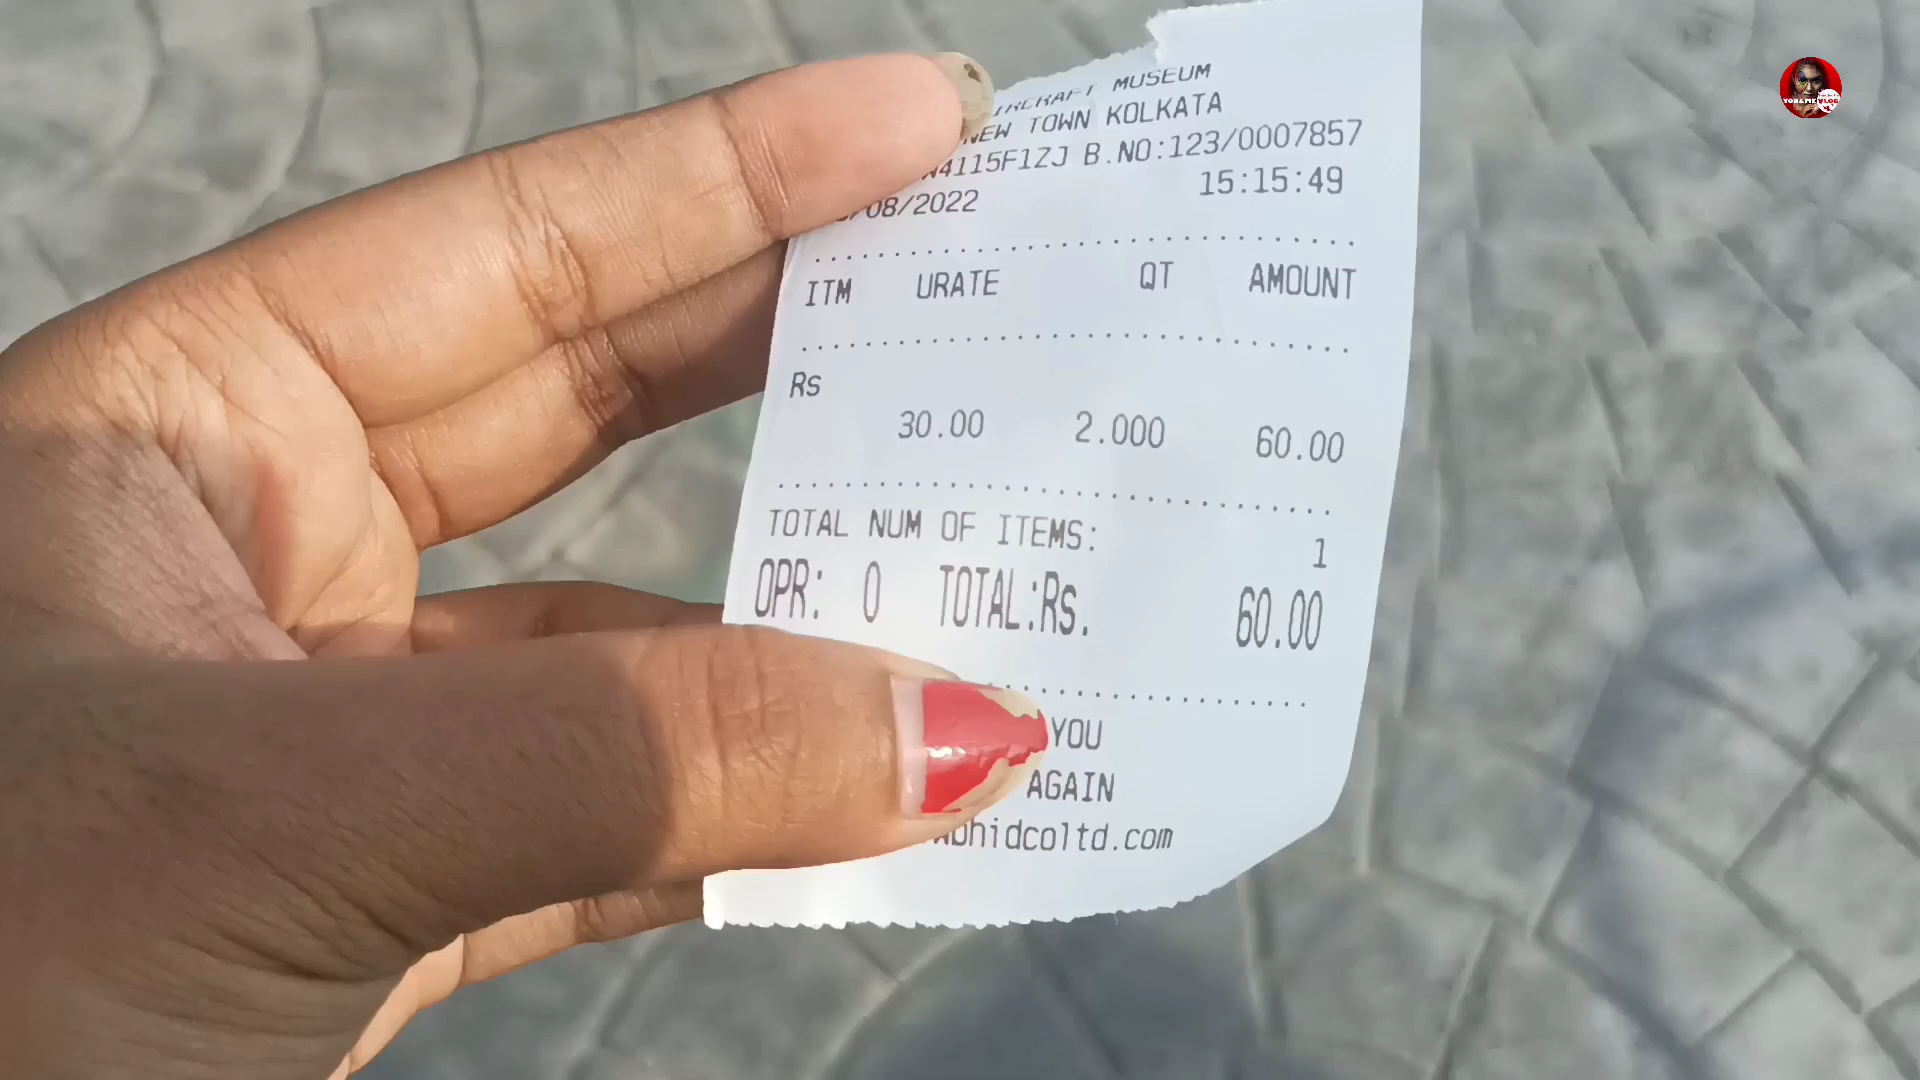 MUSEUM
NEW TOWN KOLKATA
4115F1ZJ B.NO:123/0007857
/08/2022 15:15:49
ITM URATE QT AMOUNT
Rs
30.00 2.000 60.00
TOTAL NUM OF ITEMS: 1
OPR: 0 TOTAL:Rs. 60.00
YOU
AGAIN
bhidcoltd.com